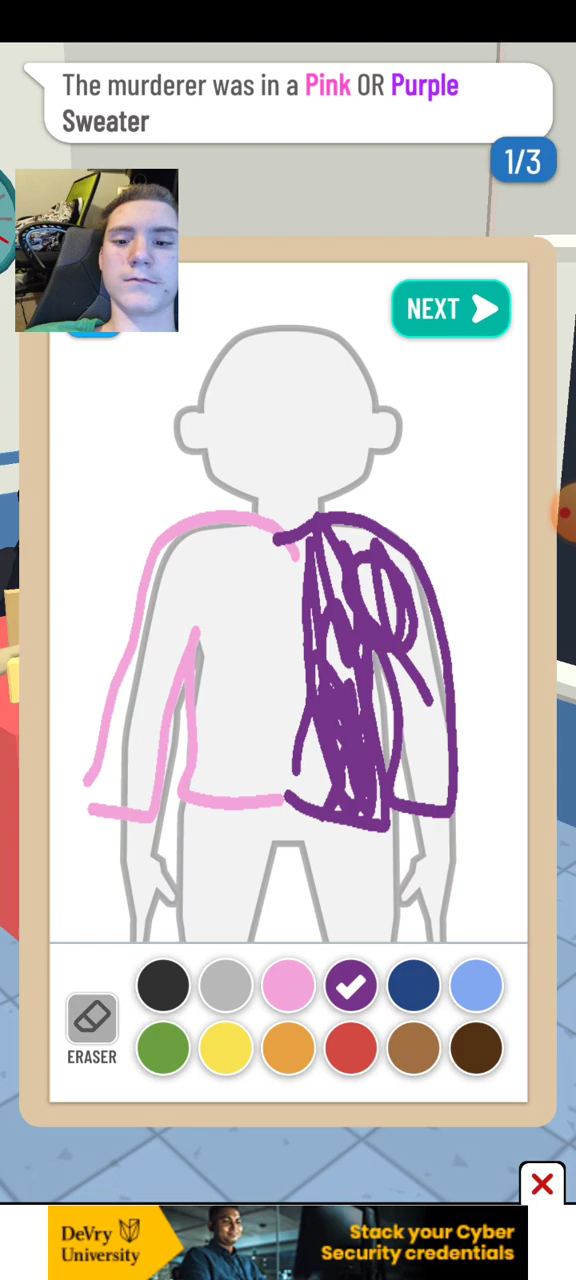 The murderer was in a Pink OR Purple
Sweater
1/3
NEXT
ERASER
DeVry
University
Stack your Cyber
Security credentials